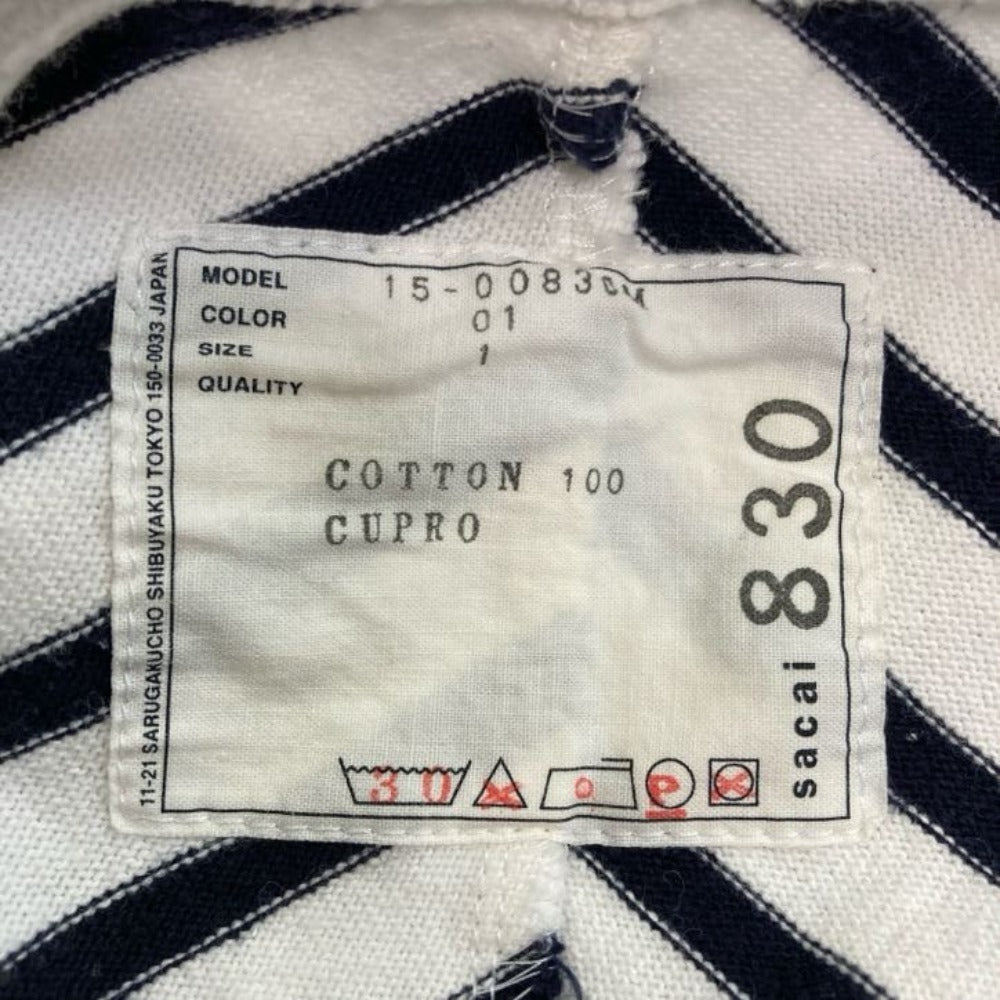 MODEL 15-00830M
COLOR 01
SIZE 1
QUALITY
COTTON 100
CUPRO
30
P
sacai 830
11-21 SARUGAKUCHO SHIBUYAKU TOKYO 150-0033 JAPAN